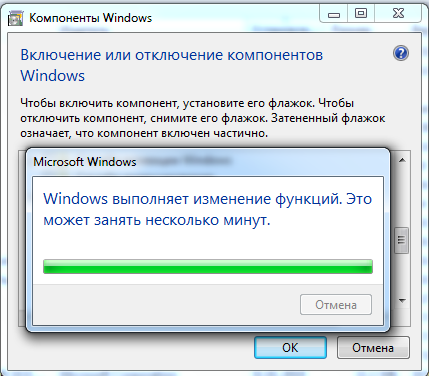 Компоненты Windows
Включение или отключение компонентов
Windows
Чтобы включить компонент, установите его флажок. Чтобы
отключить компонент, снимите его флажок. Затененный флажок
означает, что компонент включен частично.
Microsoft Windows
Windows выполняет изменение функций. Это
может занять несколько минут.
Отмена
ОК
Отмена